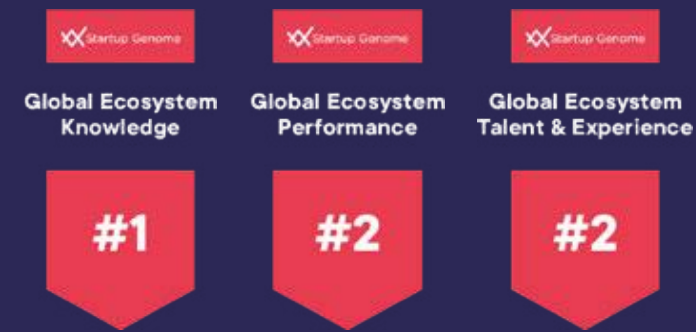 Startup Genome
Global Ecosystem
Knowledge
#1
Startup Genome
Global Ecosystem
Performance
#2
Startup Genome
Global Ecosystem
Talent & Experience
#2